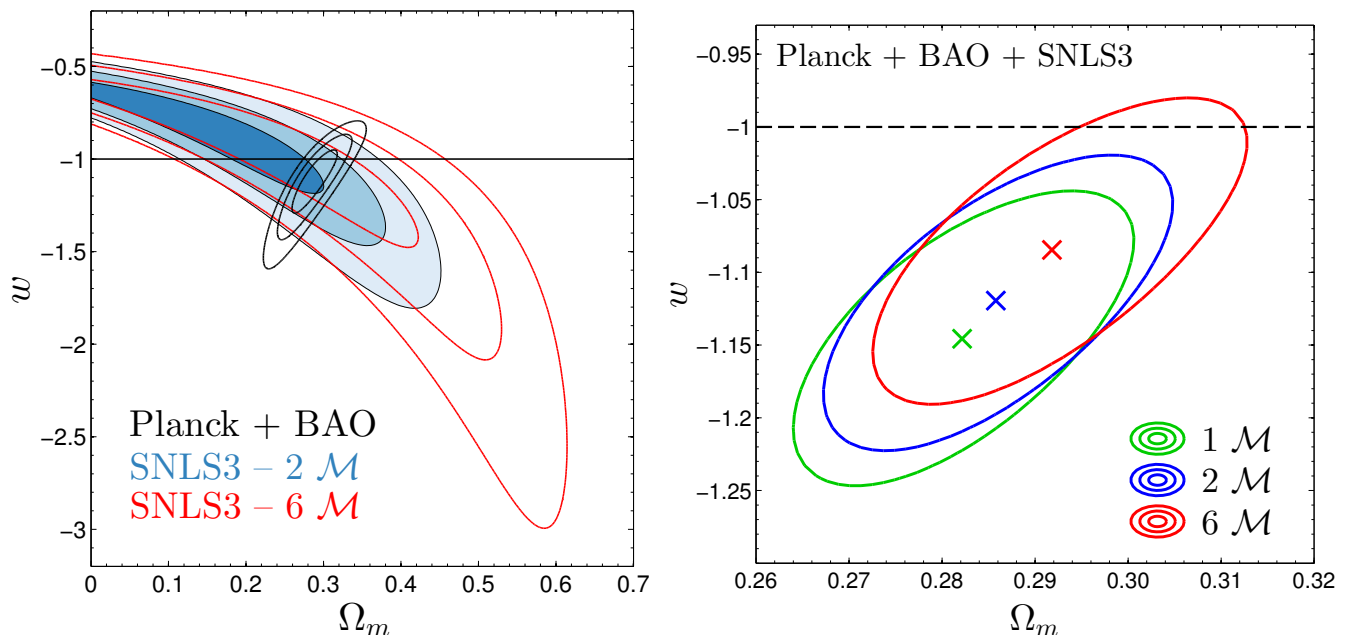 −0.5
−1
−1.5
−2
−2.5
−3
w
0
0.1
0.2
0.3
0.4
0.5
0.6
0.7
Ωₘ
Planck + BAO
SNLS3 – 2 ℳ
SNLS3 – 6 ℳ
Planck + BAO + SNLS3
−0.95
−1
−1.05
−1.1
−1.15
−1.2
−1.25
w
0.26
0.27
0.28
0.29
0.30
0.31
0.32
Ωₘ
1 ℳ
2 ℳ
6 ℳ